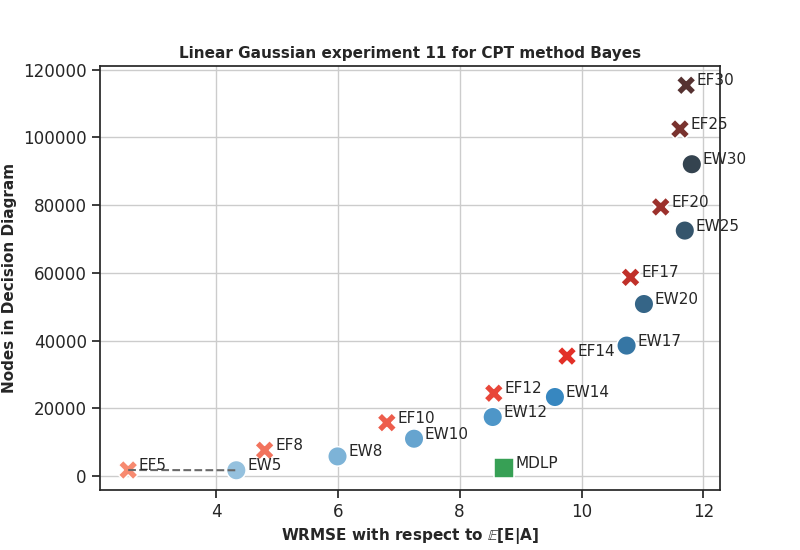 Linear Gaussian experiment 11 for CPT method Bayes
Nodes in Decision Diagram
120000
100000
80000
60000
40000
20000
0
EF30
EF25
EW30
EF20
EW25
EF17
EW20
EW17
EF14
EF12
EW14
EW12
EF10
EW10
EF8
EW8
EF5
EW5
MDLP
4
6
8
10
12
WRMSE with respect to 𝔼[E|A]